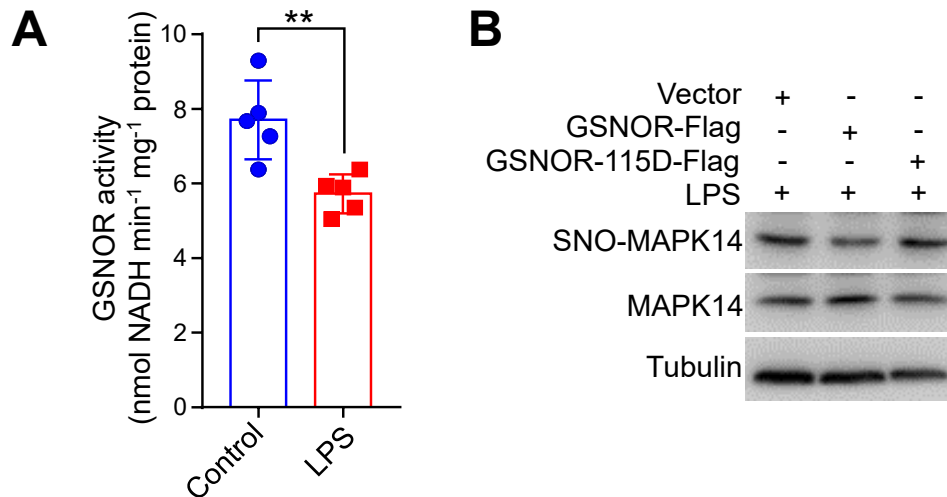 A
GSNOR activity
(nmol NADH min-1 mg-1 protein)
10
8
6
4
2
0
**
Control
LPS
B
Vector + - -
GSNOR-Flag - + -
GSNOR-115D-Flag - - +
LPS + + +
SNO-MAPK14
MAPK14
Tubulin